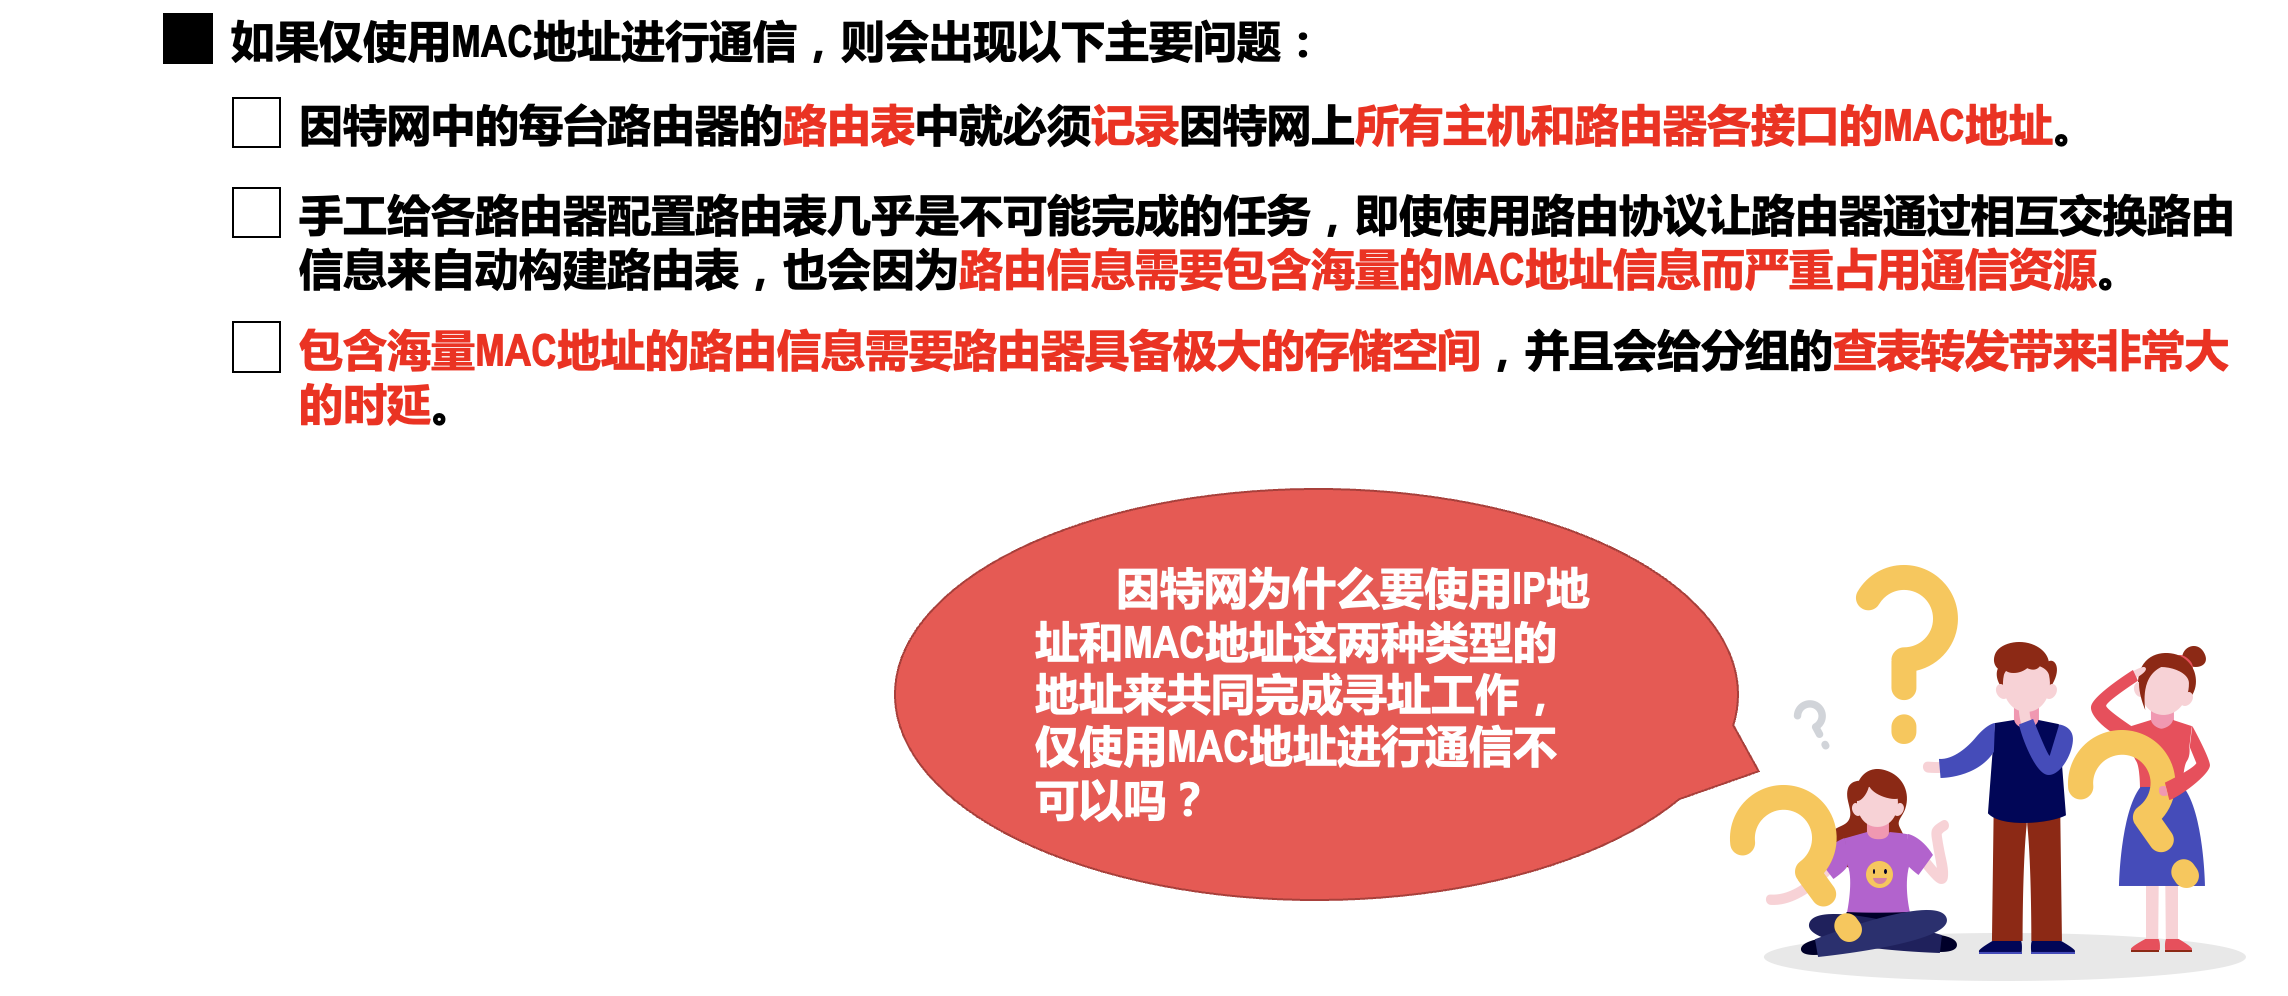 如果仅使用MAC地址进行通信，则会出现以下主要问题：
因特网中的每台路由器的路由表中就必须记录因特网上所有主机和路由器各接口的MAC地址。
手工给各路由器配置路由表几乎是不可能完成的任务，即使使用路由协议让路由器通过相互交换路由
信息来自动构建路由表，也会因为路由信息需要包含海量的MAC地址信息而严重占用通信资源。
包含海量MAC地址的路由信息需要路由器具备极大的存储空间，并且会给分组的查表转发带来非常大
的时延。
因特网为什么要使用IP地
址和MAC地址这两种类型的
地址来共同完成寻址工作，
仅使用MAC地址进行通信不
可以吗？